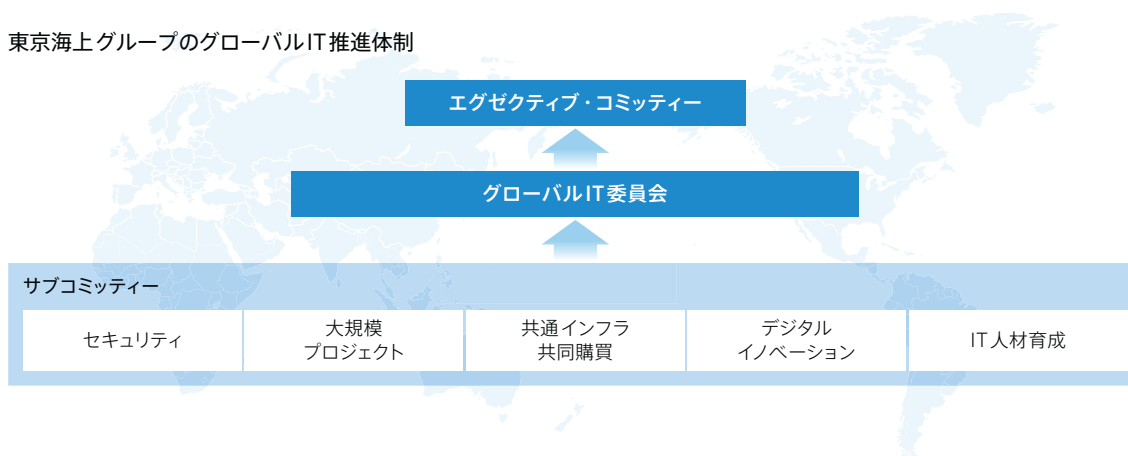 東京海上グループのグローバルIT推進体制
エグゼクティブ・コミッティー
グローバルIT委員会
サブコミッティー
セキュリティ
大規模
プロジェクト
共通インフラ
共同購買
デジタル
イノベーション
IT人材育成